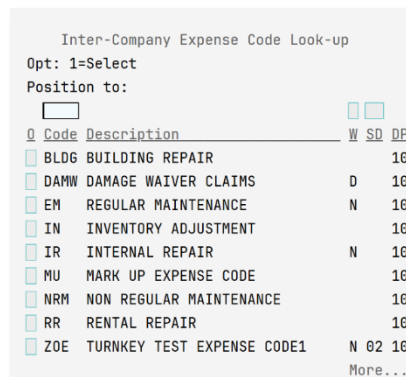 Inter-Company Expense Code Look-up
Opt: 1=Select
Position to:
O Code Description W SD DP
BLDG BUILDING REPAIR 10
DAMW DAMAGE WAIVER CLAIMS D 10
EM REGULAR MAINTENANCE N 10
IN INVENTORY ADJUSTMENT 10
IR INTERNAL REPAIR N 10
MU MARK UP EXPENSE CODE 10
NRM NON REGULAR MAINTENANCE 10
RR RENTAL REPAIR 10
ZOE TURNKEY TEST EXPENSE CODE1 N 02 10
More...